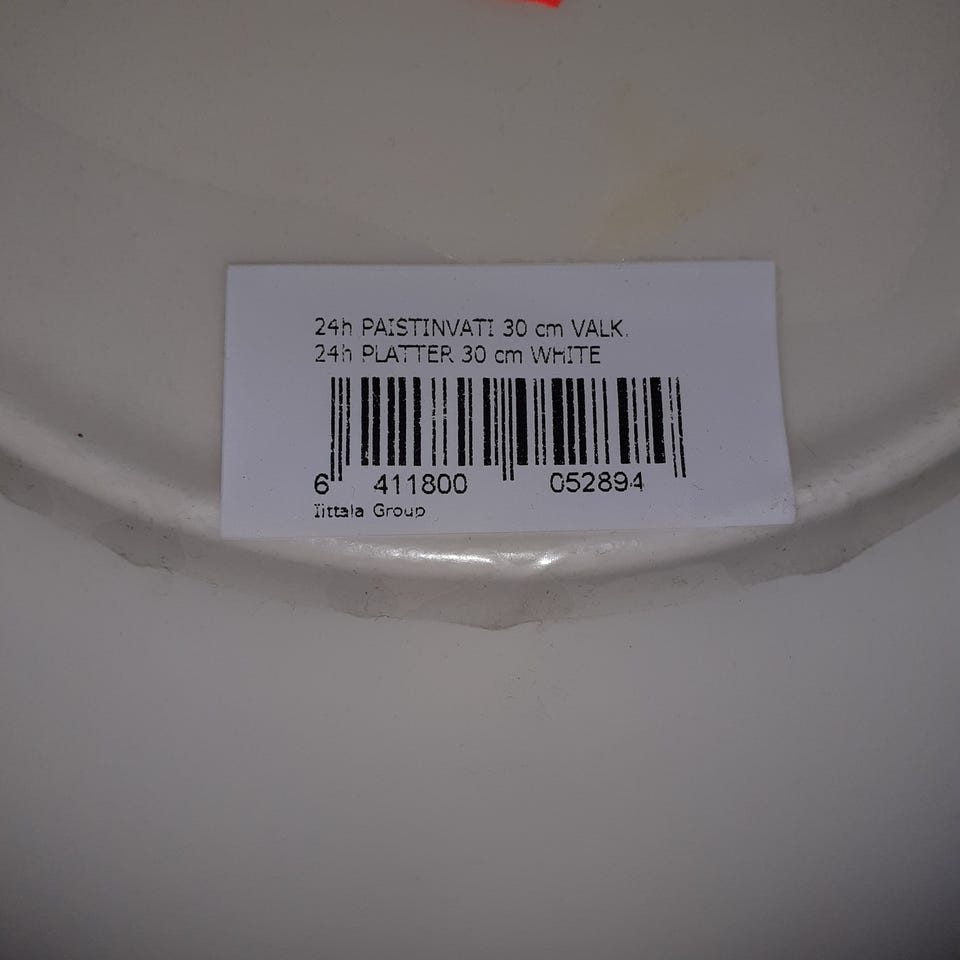 24h PAISTINVATI 30 cm VALK.
24h PLATTER 30 cm WHITE
6 411800 052894
Iittala Group